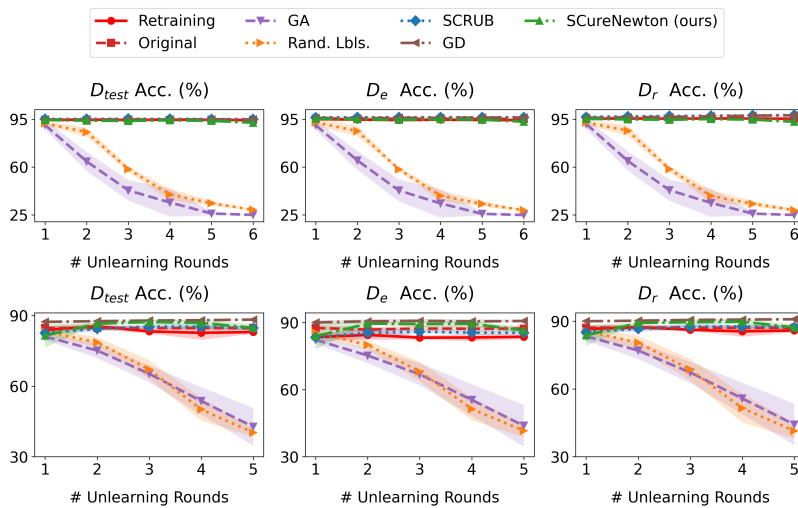 Retraining GA SCRUB SCureNewton (ours)
Original Rand. Lbls. GD
D_test Acc. (%) D_e Acc. (%) D_r Acc. (%)
95 95 95
60 60 60
25 25 25
1 2 3 4 5 6 1 2 3 4 5 6 1 2 3 4 5 6
# Unlearning Rounds # Unlearning Rounds # Unlearning Rounds
D_test Acc. (%) D_e Acc. (%) D_r Acc. (%)
90 90 90
60 60 60
30 30 30
1 2 3 4 5 1 2 3 4 5 1 2 3 4 5
# Unlearning Rounds # Unlearning Rounds # Unlearning Rounds